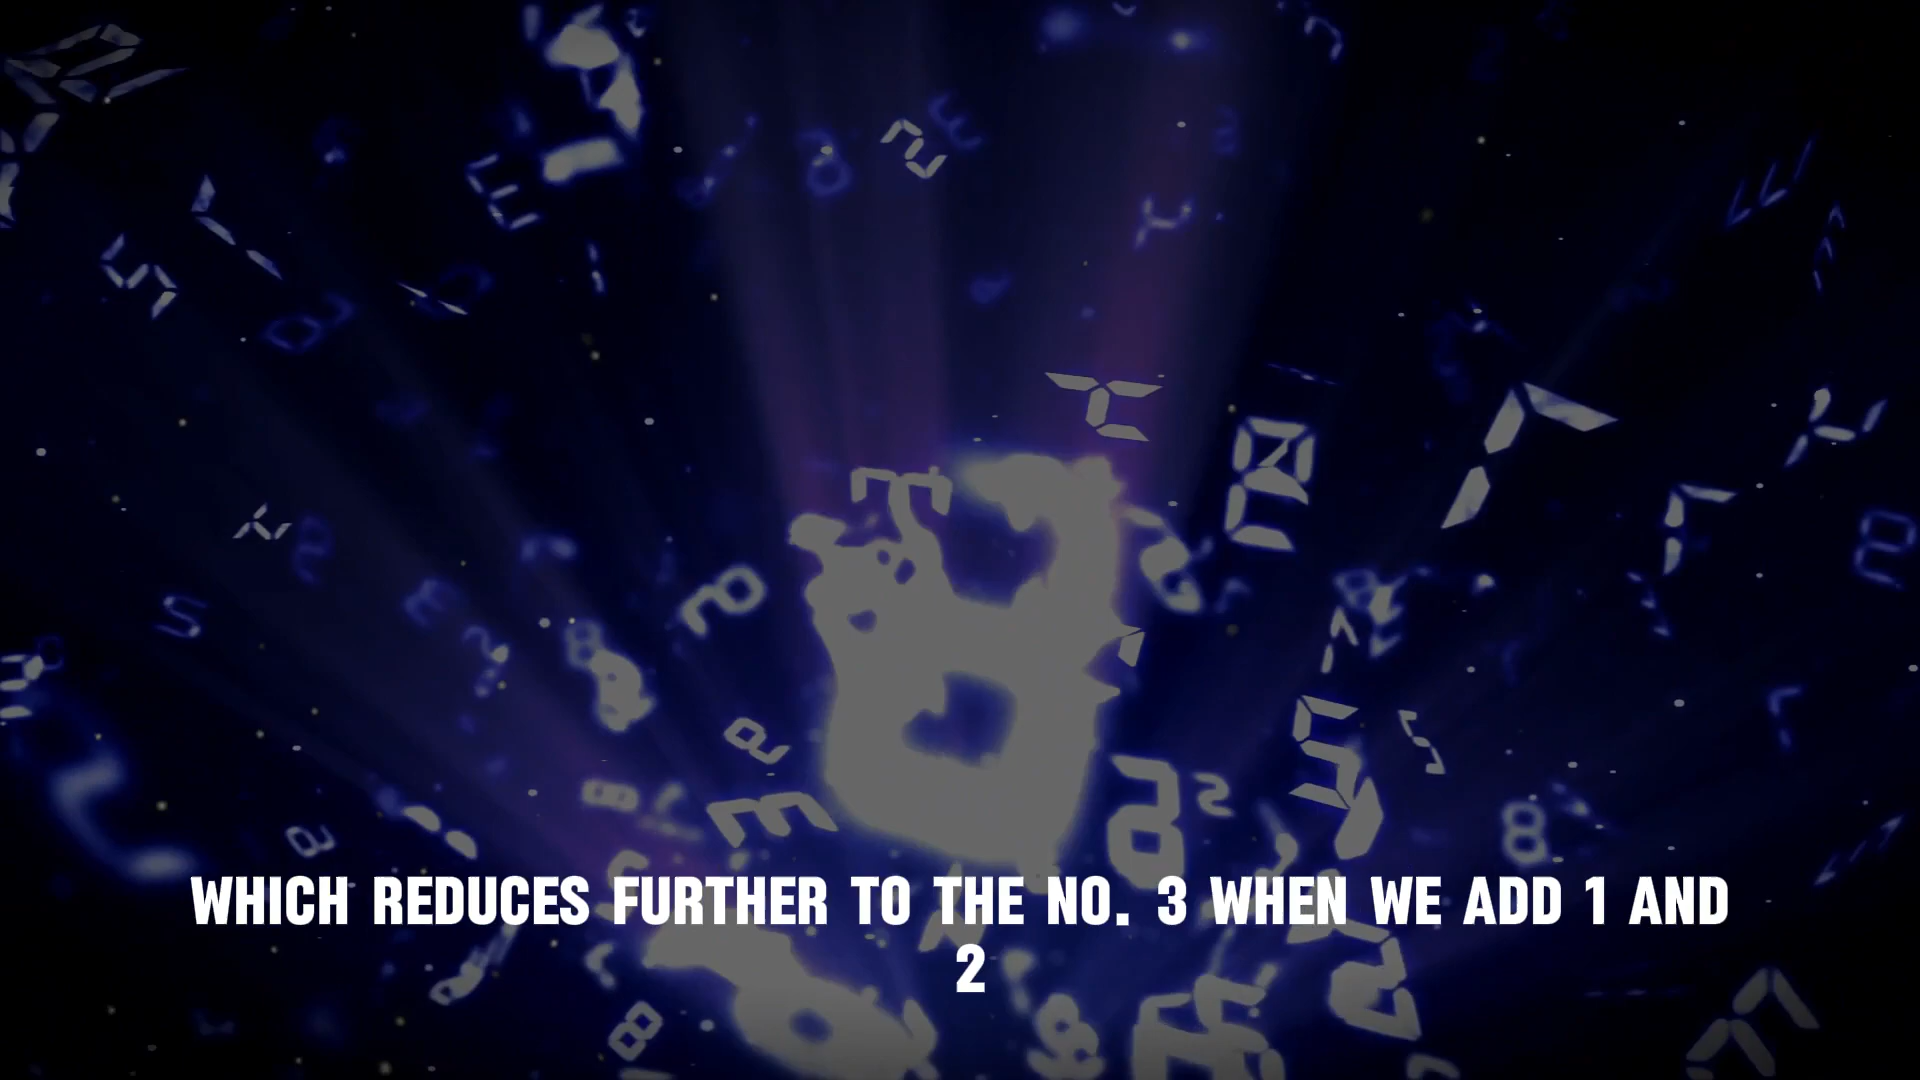 WHICH REDUCES FURTHER TO THE NO. 3 WHEN WE ADD 1 AND
2